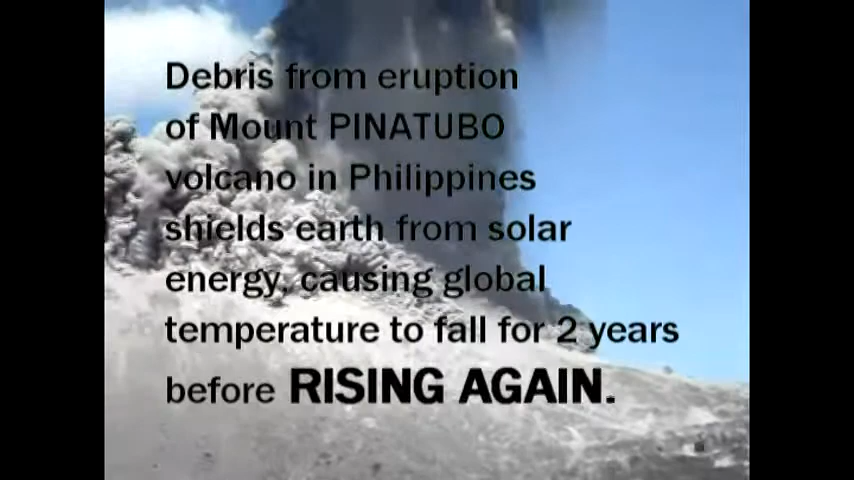 Debris from eruption
of Mount PINATUBO
volcano in Philippines
shields earth from solar
energy, causing global
temperature to fall for 2 years
before RISING AGAIN.